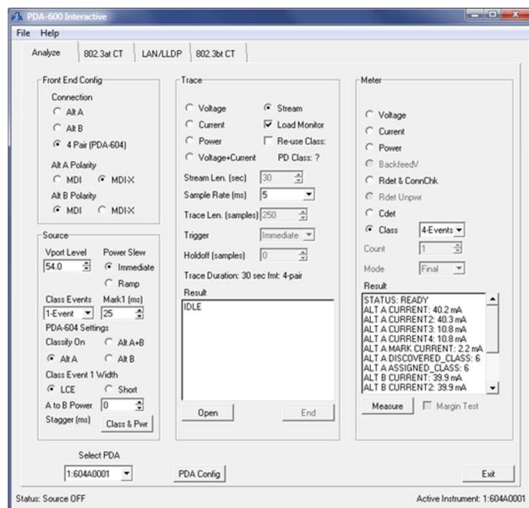 PDA-600 Interactive
File Help
Analyze 802.3at CT LAN/LLDP 802.3bt CT
Front End Config
Connection
Alt A
Alt B
4 Pair (PDA-604)
Alt A Polarity
MDI MDI-X
Alt B Polarity
MDI MDI-X
Source
Vport Level Power Slew
54.0 Immediate
Ramp
Class Events Mark1 (ms)
1-Event 25
PDA-604 Settings
Classify On Alt A+B
Alt A Alt B
Class Event 1 Width
LCE Short
A to B Power 0
Stagger (ms) Class & Pwr
Trace
Voltage Stream
Current Load Monitor
Power Re-use Class:
Voltage+Current PD Class: ?
Stream Len. (sec) 30
Sample Rate (ms) 5
Trace Len. (samples) 250
Trigger Immediate
Holdoff (samples) 0
Trace Duration: 30 sec fmt: 4-pair
Result
IDLE
Open End
Meter
Voltage
Current
Power
BackfeedV
Rdet & ConnChk
Rdet Unpwr
Cdet
Class 4-Events
Count 1
Mode Final
Result
STATUS: READY
ALT A CURRENT: 40.2 mA
ALT A CURRENT2: 40.3 mA
ALT A CURRENT3: 10.8 mA
ALT A CURRENT4: 10.8 mA
ALT A MARK CURRENT: 2.2 mA
ALT A DISCOVERED_CLASS: 6
ALT A ASSIGNED_CLASS: 6
ALT B CURRENT: 39.9 mA
ALT B CURRENT2: 39.9 mA
Measure Margin Test
Select PDA
1:604A0001 PDA Config Exit
Status: Source OFF Active Instrument: 1:604A0001